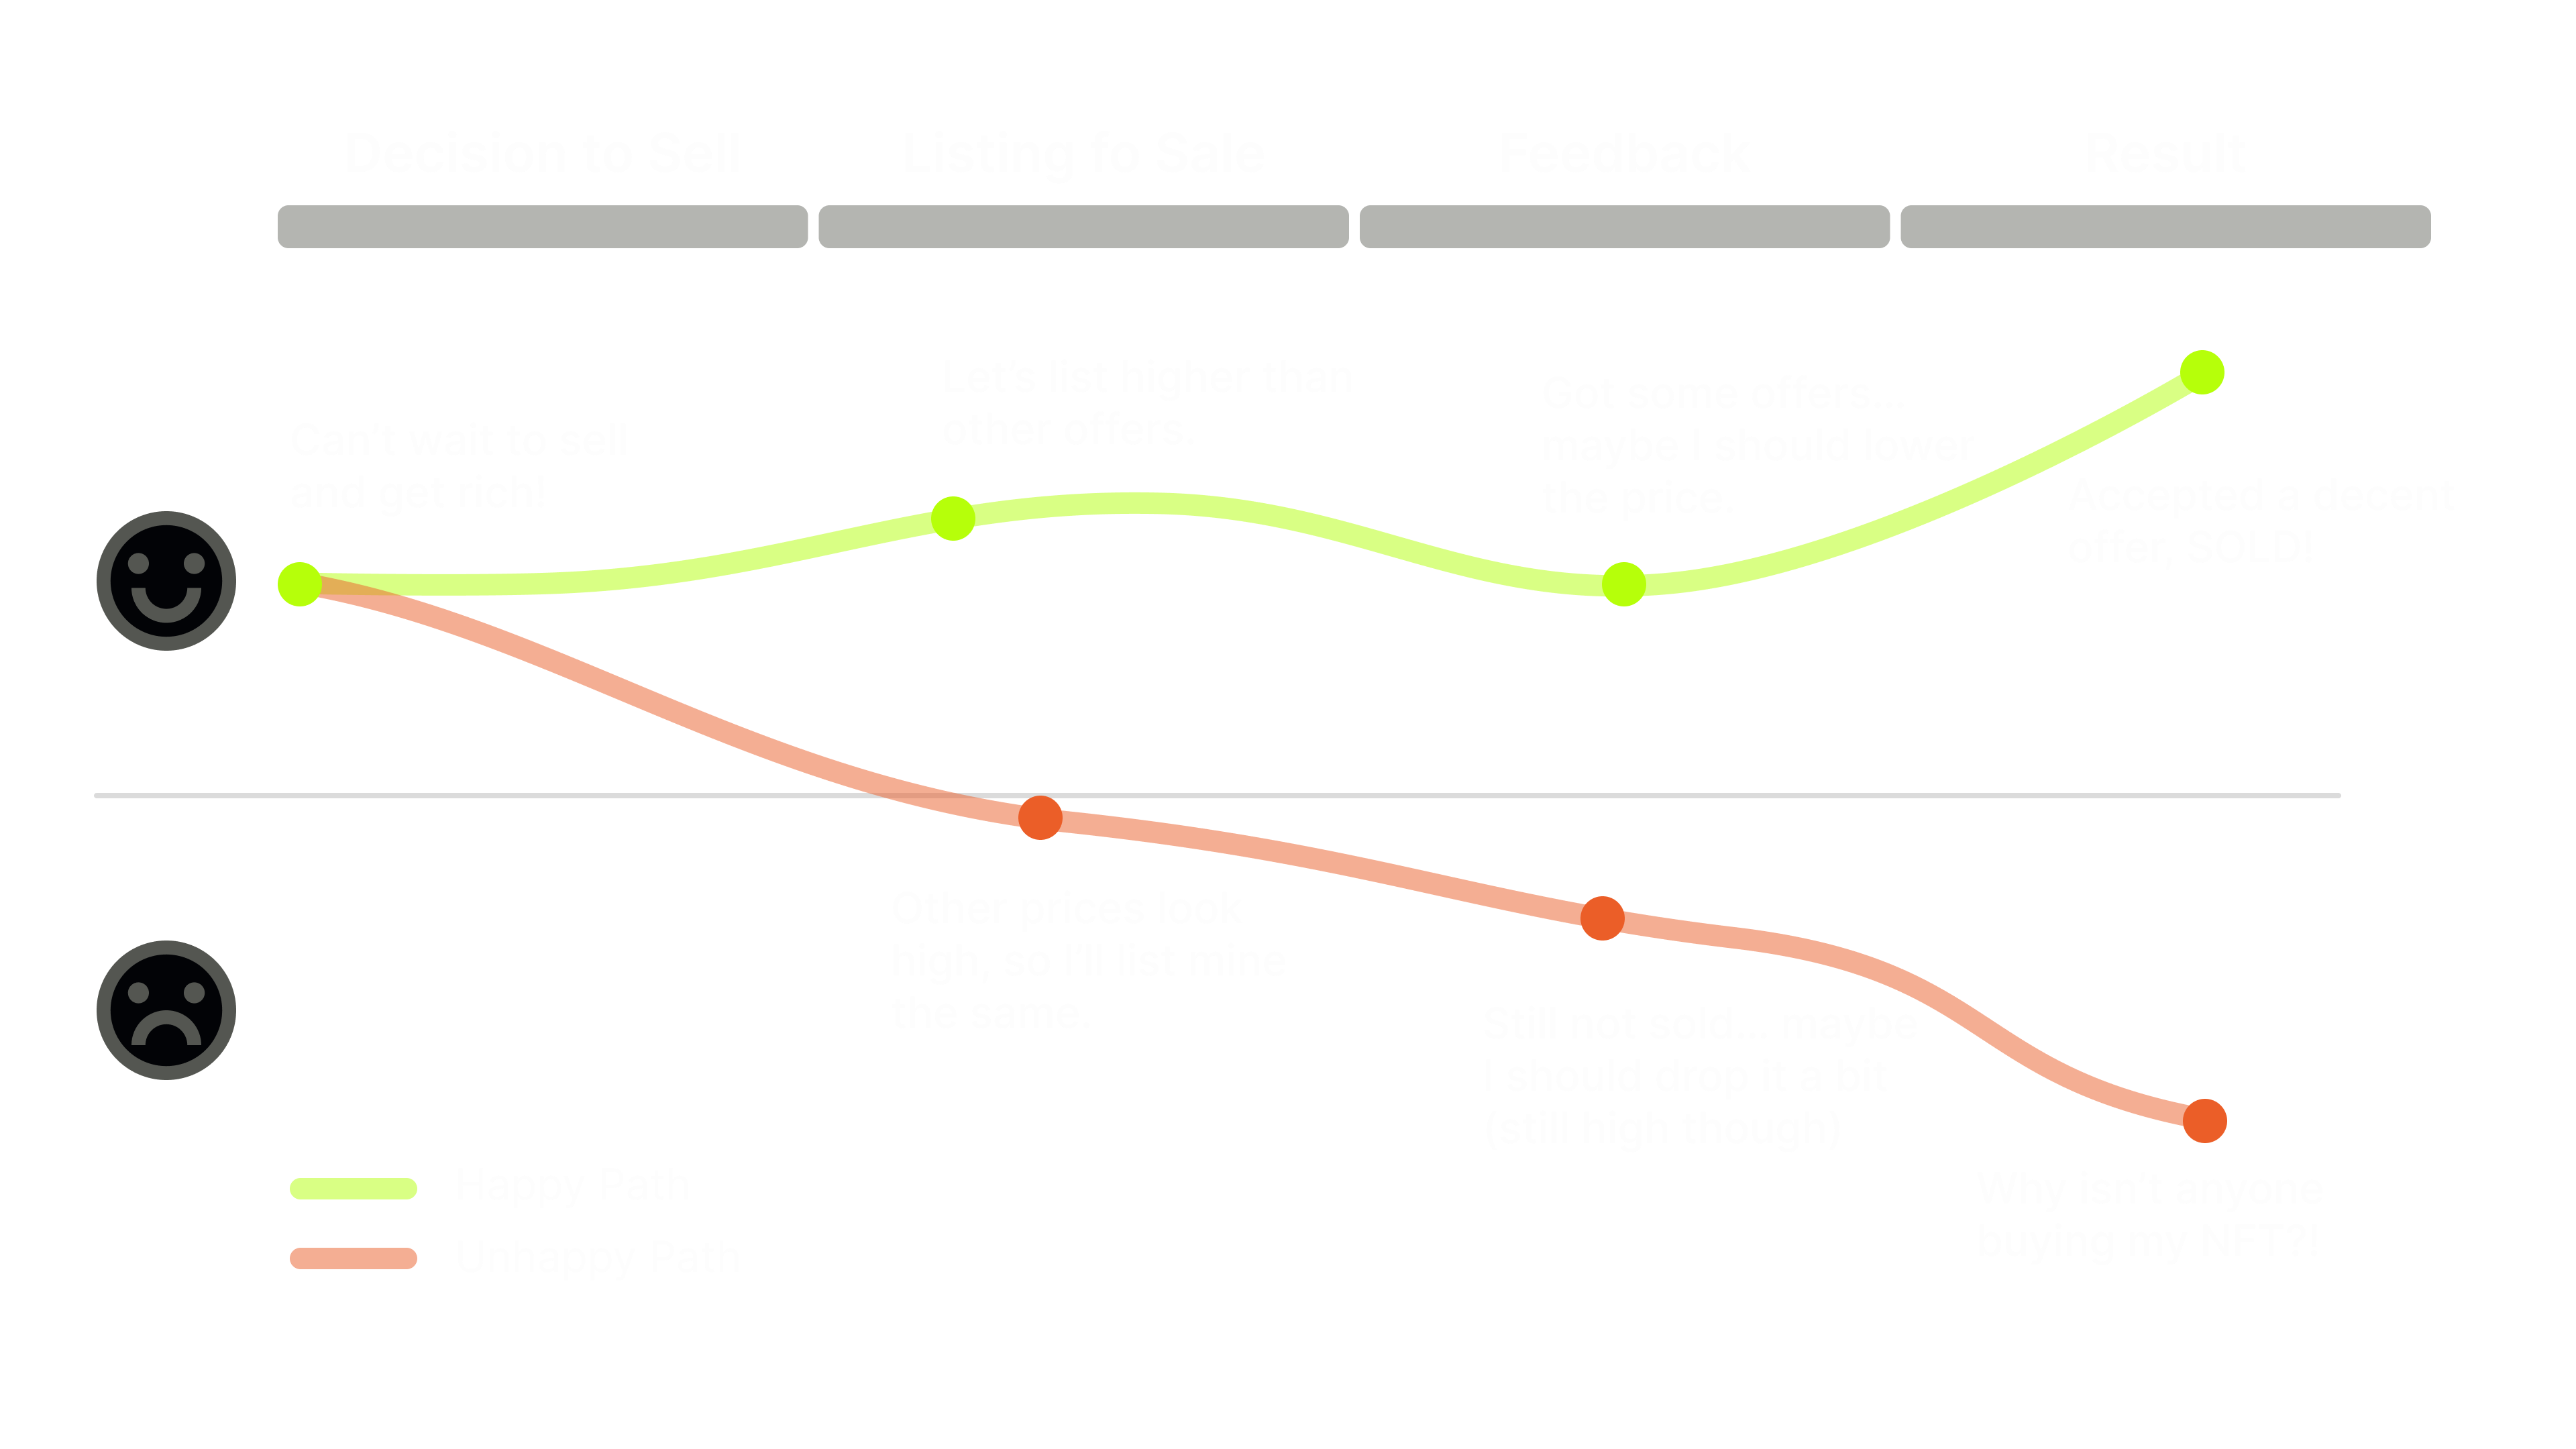 Decision to Sell
Listing fo Sale
Feedback
Result
Can't wait to sell
and get rich!
Let's list higher than
other offers.
Got some offers...
maybe I should lower
the price.
Accepted a decent
offer, SOLD!
Other prices look
high, so I'll list mine
the same.
Still not sold... maybe
I should drop it a bit
(still high though)
Why isn't anyone
buying my NFT?!
Happy Path
Unhappy Path